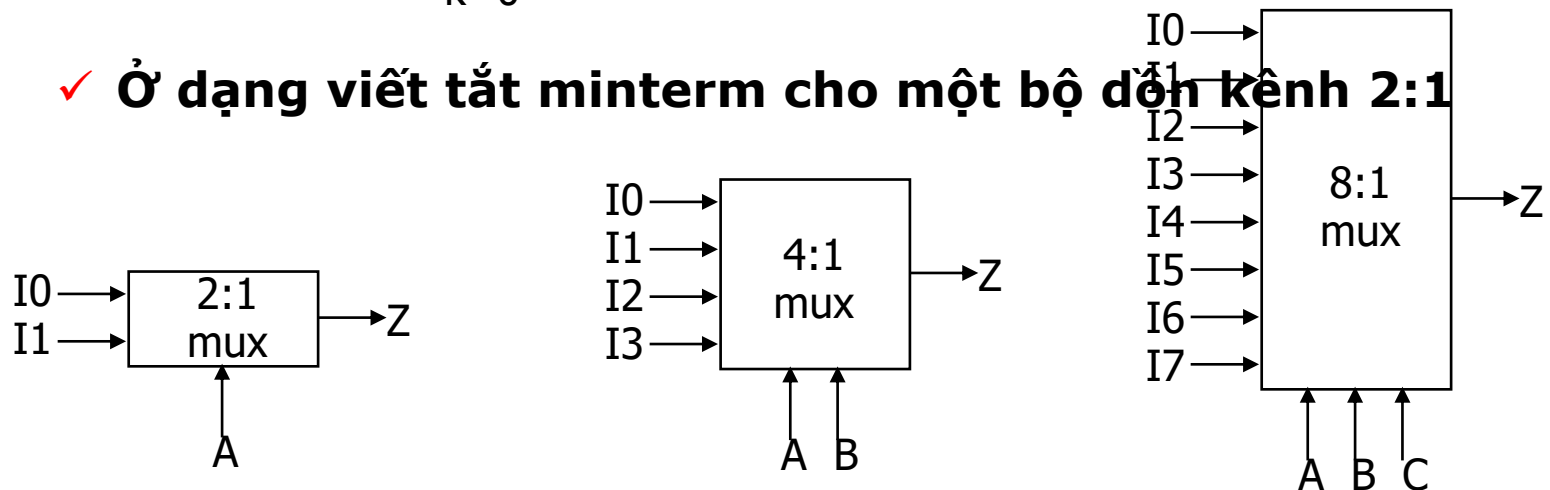 ✓ Ở dạng viết tắt minterm cho một bộ dồn kênh 2:1
I0
I1
2:1
mux
Z
A
I0
I1
I2
I3
4:1
mux
Z
A B
I0
I1
I2
I3
I4
I5
I6
I7
8:1
mux
Z
A B C